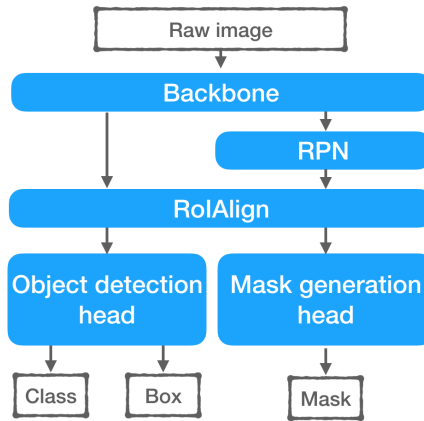 Raw image
Backbone
RPN
RoIAlign
Object detection
head
Mask generation
head
Class
Box
Mask